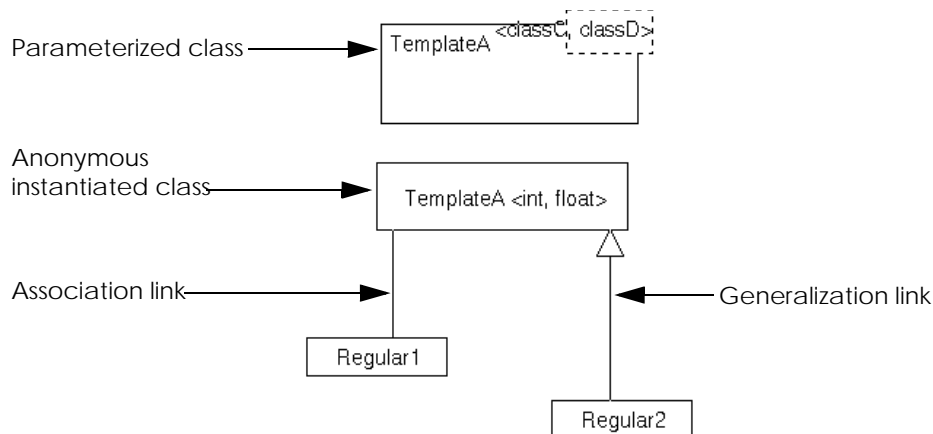 Parameterized class
TemplateA
<classC classD>
Anonymous
instantiated class
TemplateA <int, float>
Association link
Generalization link
Regular1
Regular2